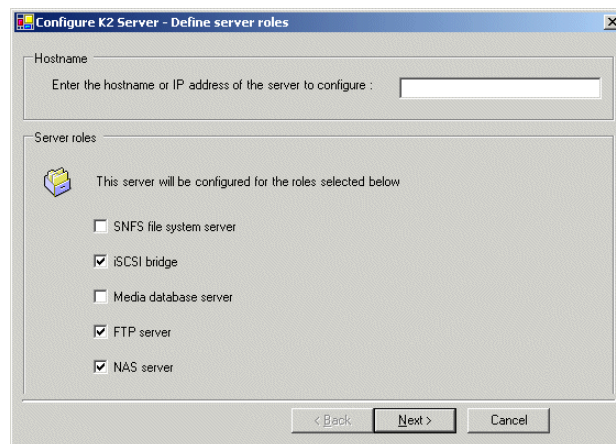 Configure K2 Server - Define server roles
Hostname
Enter the hostname or IP address of the server to configure :
Server roles
This server will be configured for the roles selected below
SNFS file system server
iSCSI bridge
Media database server
FTP server
NAS server
< Back
Next >
Cancel